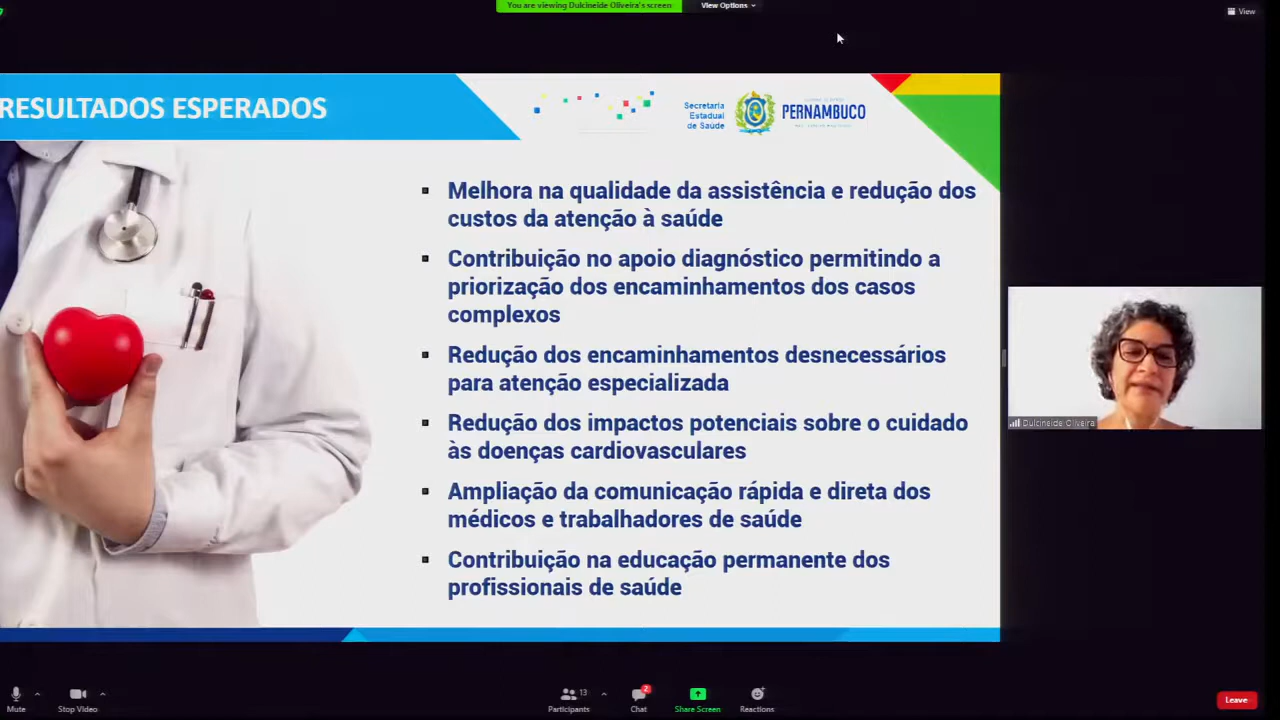 You are viewing Dulcineide Oliveira's screen
View Options
View
RESULTADOS ESPERADOS
Secretaria
Estadual
de Saúde
PERNAMBUCO
Melhora na qualidade da assistência e redução dos
custos da atenção à saúde
Contribuição no apoio diagnóstico permitindo a
priorização dos encaminhamentos dos casos
complexos
Redução dos encaminhamentos desnecessários
para atenção especializada
Redução dos impactos potenciais sobre o cuidado
às doenças cardiovasculares
Ampliação da comunicação rápida e direta dos
médicos e trabalhadores de saúde
Contribuição na educação permanente dos
profissionais de saúde
Dulcineide Oliveira
Mute
Stop Video
13
Participants
2
Chat
Share Screen
Reactions
Leave